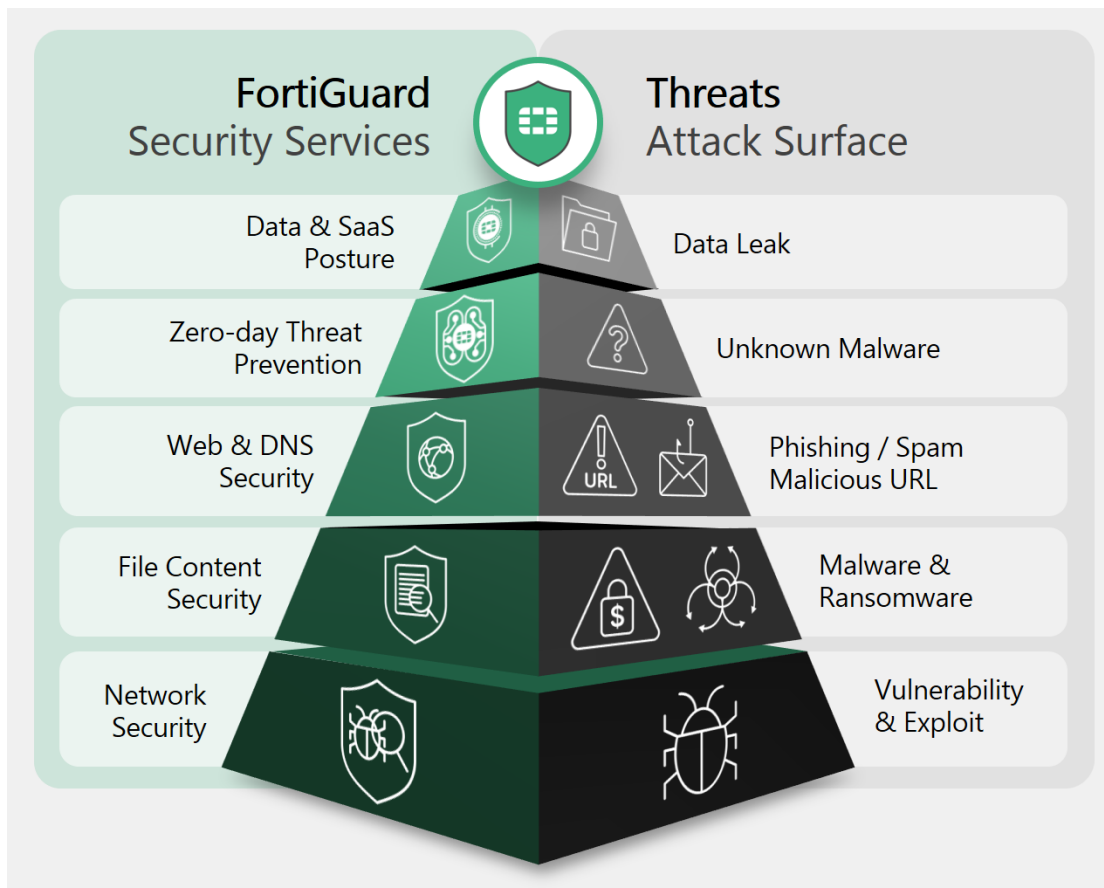 FortiGuard
Security Services
Threats
Attack Surface
Data & SaaS
Posture
Data Leak
Zero-day Threat
Prevention
Unknown Malware
Web & DNS
Security
URL
Phishing / Spam
Malicious URL
File Content
Security
$
Malware &
Ransomware
Network
Security
Vulnerability
& Exploit